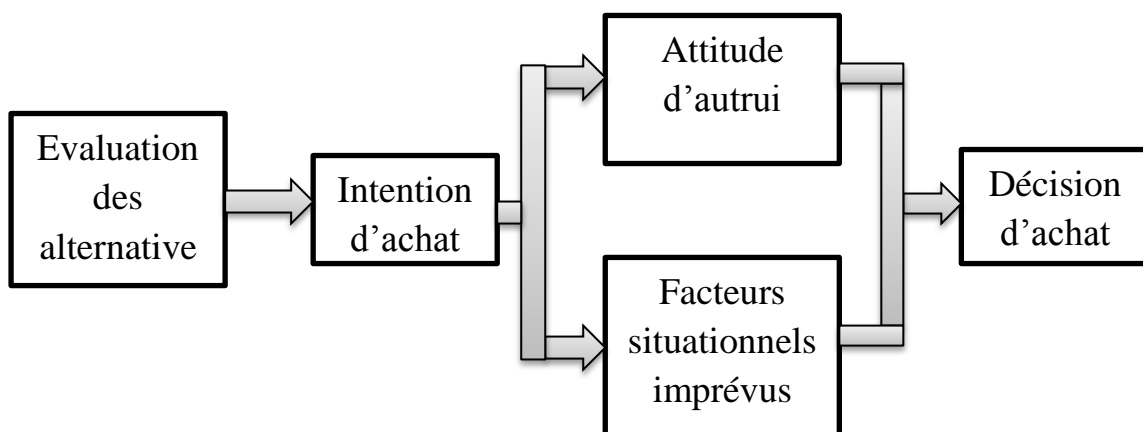 Evaluation
des
alternative
Intention
d’achat
Attitude
d’autrui
Facteurs
situationnels
imprévus
Décision
d’achat